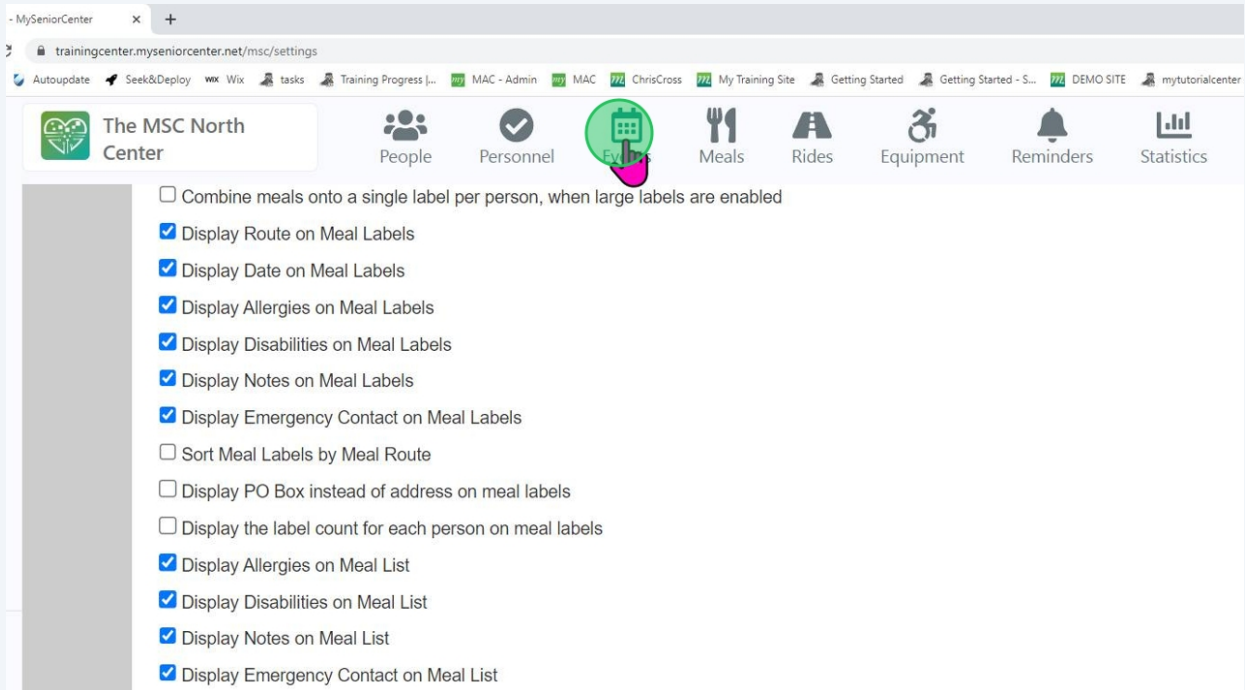 - MySeniorCenter
trainingcenter.myseniorcenter.net/msc/settings
Autoupdate Seek&Deploy WIX Wix tasks Training Progress |... my MAC - Admin my MAC m ChrisCross m My Training Site Getting Started Getting Started - S... m DEMO SITE mytutorialcenter
The MSC North
Center
People Personnel Events Meals Rides Equipment Reminders Statistics
Combine meals onto a single label per person, when large labels are enabled
Display Route on Meal Labels
Display Date on Meal Labels
Display Allergies on Meal Labels
Display Disabilities on Meal Labels
Display Notes on Meal Labels
Display Emergency Contact on Meal Labels
Sort Meal Labels by Meal Route
Display PO Box instead of address on meal labels
Display the label count for each person on meal labels
Display Allergies on Meal List
Display Disabilities on Meal List
Display Notes on Meal List
Display Emergency Contact on Meal List